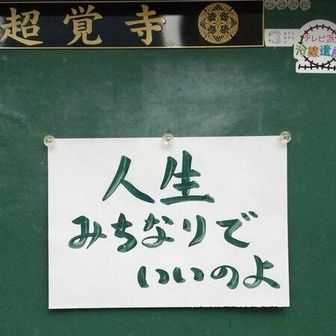 超覚寺
人生
みちなりで
いいのよ